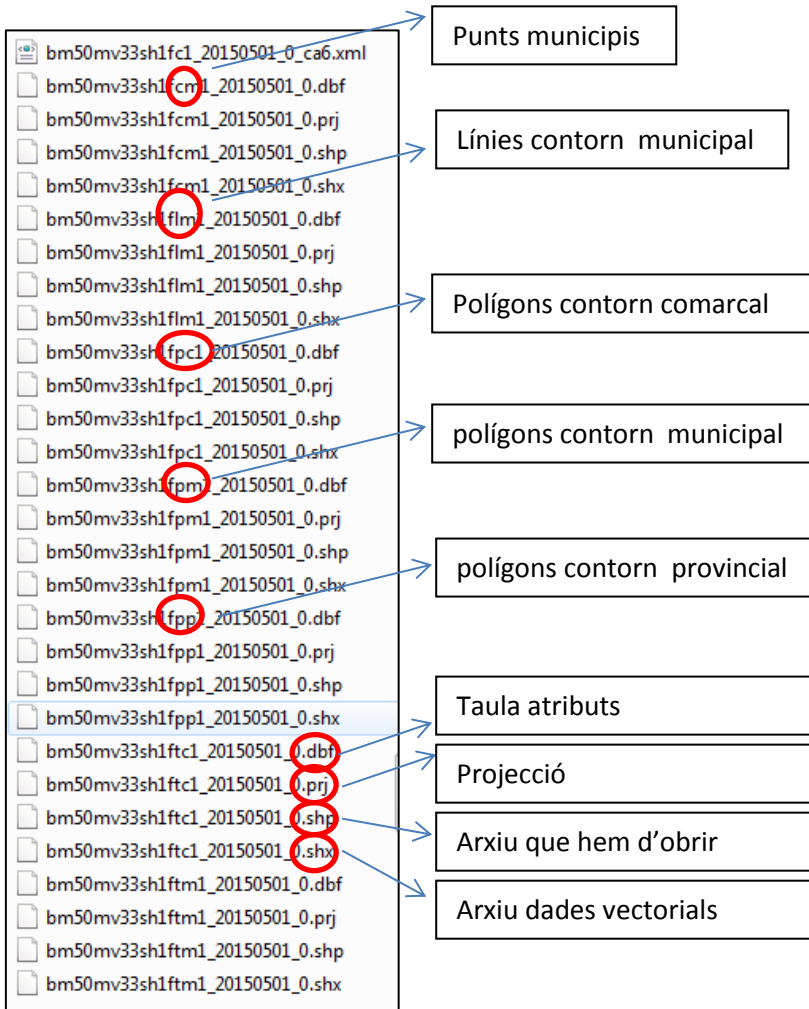 bm50mv33sh1fc1_20150501_0_ca6.xml
bm50mv33sh1fcm1_20150501_0.dbf
bm50mv33sh1fcm1_20150501_0.prj
bm50mv33sh1fcm1_20150501_0.shp
bm50mv33sh1fcm1_20150501_0.shx
bm50mv33sh1flm1_20150501_0.dbf
bm50mv33sh1flm1_20150501_0.prj
bm50mv33sh1flm1_20150501_0.shp
bm50mv33sh1flm1_20150501_0.shx
bm50mv33sh1fpc1_20150501_0.dbf
bm50mv33sh1fpc1_20150501_0.prj
bm50mv33sh1fpc1_20150501_0.shp
bm50mv33sh1fpc1_20150501_0.shx
bm50mv33sh1fpm1_20150501_0.dbf
bm50mv33sh1fpm1_20150501_0.prj
bm50mv33sh1fpm1_20150501_0.shp
bm50mv33sh1fpm1_20150501_0.shx
bm50mv33sh1fpp1_20150501_0.dbf
bm50mv33sh1fpp1_20150501_0.prj
bm50mv33sh1fpp1_20150501_0.shp
bm50mv33sh1fpp1_20150501_0.shx
bm50mv33sh1ftc1_20150501_0.dbf
bm50mv33sh1ftc1_20150501_0.prj
bm50mv33sh1ftc1_20150501_0.shp
bm50mv33sh1ftc1_20150501_0.shx
bm50mv33sh1ftm1_20150501_0.dbf
bm50mv33sh1ftm1_20150501_0.prj
bm50mv33sh1ftm1_20150501_0.shp
bm50mv33sh1ftm1_20150501_0.shx
Punts municipis
Línies contorn municipal
Polígons contorn comarcal
polígons contorn municipal
polígons contorn provincial
Taula atributs
Projecció
Arxiu que hem d’obrir
Arxiu dades vectorials